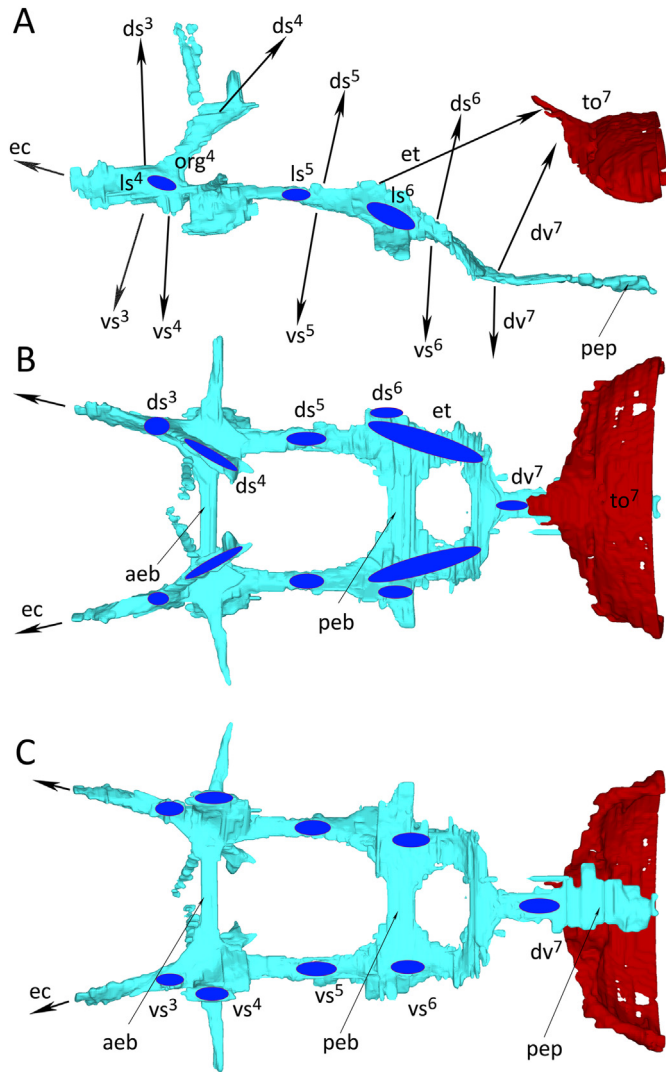 A
ds³
ds⁴
ds⁵
ds⁶
to⁷
ec
org⁴
ls⁴
ls⁵
et
ls⁶
dv⁷
vs³
vs⁴
vs⁵
vs⁶
dv⁷
pep
B
ds³
ds⁵
ds⁶
et
ds⁴
dv⁷
to⁷
aeb
peb
ec
C
ec
vs³
vs⁴
vs⁵
vs⁶
dv⁷
aeb
peb
pep